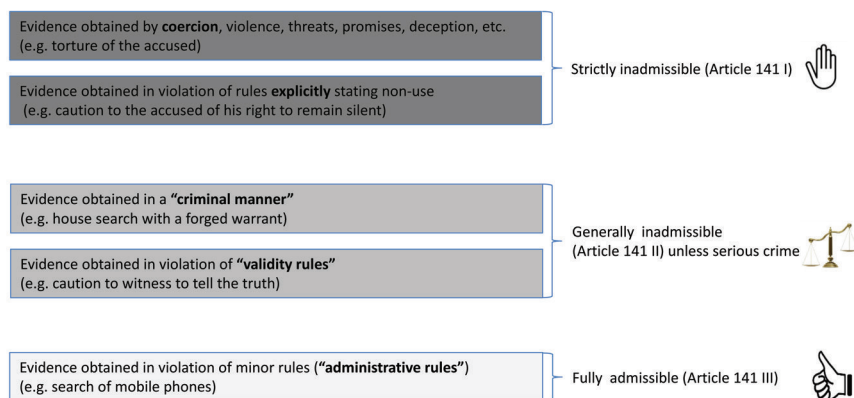 Evidence obtained by coercion, violence, threats, promises, deception, etc.
(e.g. torture of the accused)
Strictly inadmissible (Article 141 I)
Evidence obtained in violation of rules explicitly stating non-use
(e.g. caution to the accused of his right to remain silent)
Evidence obtained in a “criminal manner”
(e.g. house search with a forged warrant)
Generally inadmissible
(Article 141 II) unless serious crime
Evidence obtained in violation of “validity rules”
(e.g. caution to witness to tell the truth)
Evidence obtained in violation of minor rules (“administrative rules”)
(e.g. search of mobile phones)
Fully admissible (Article 141 III)